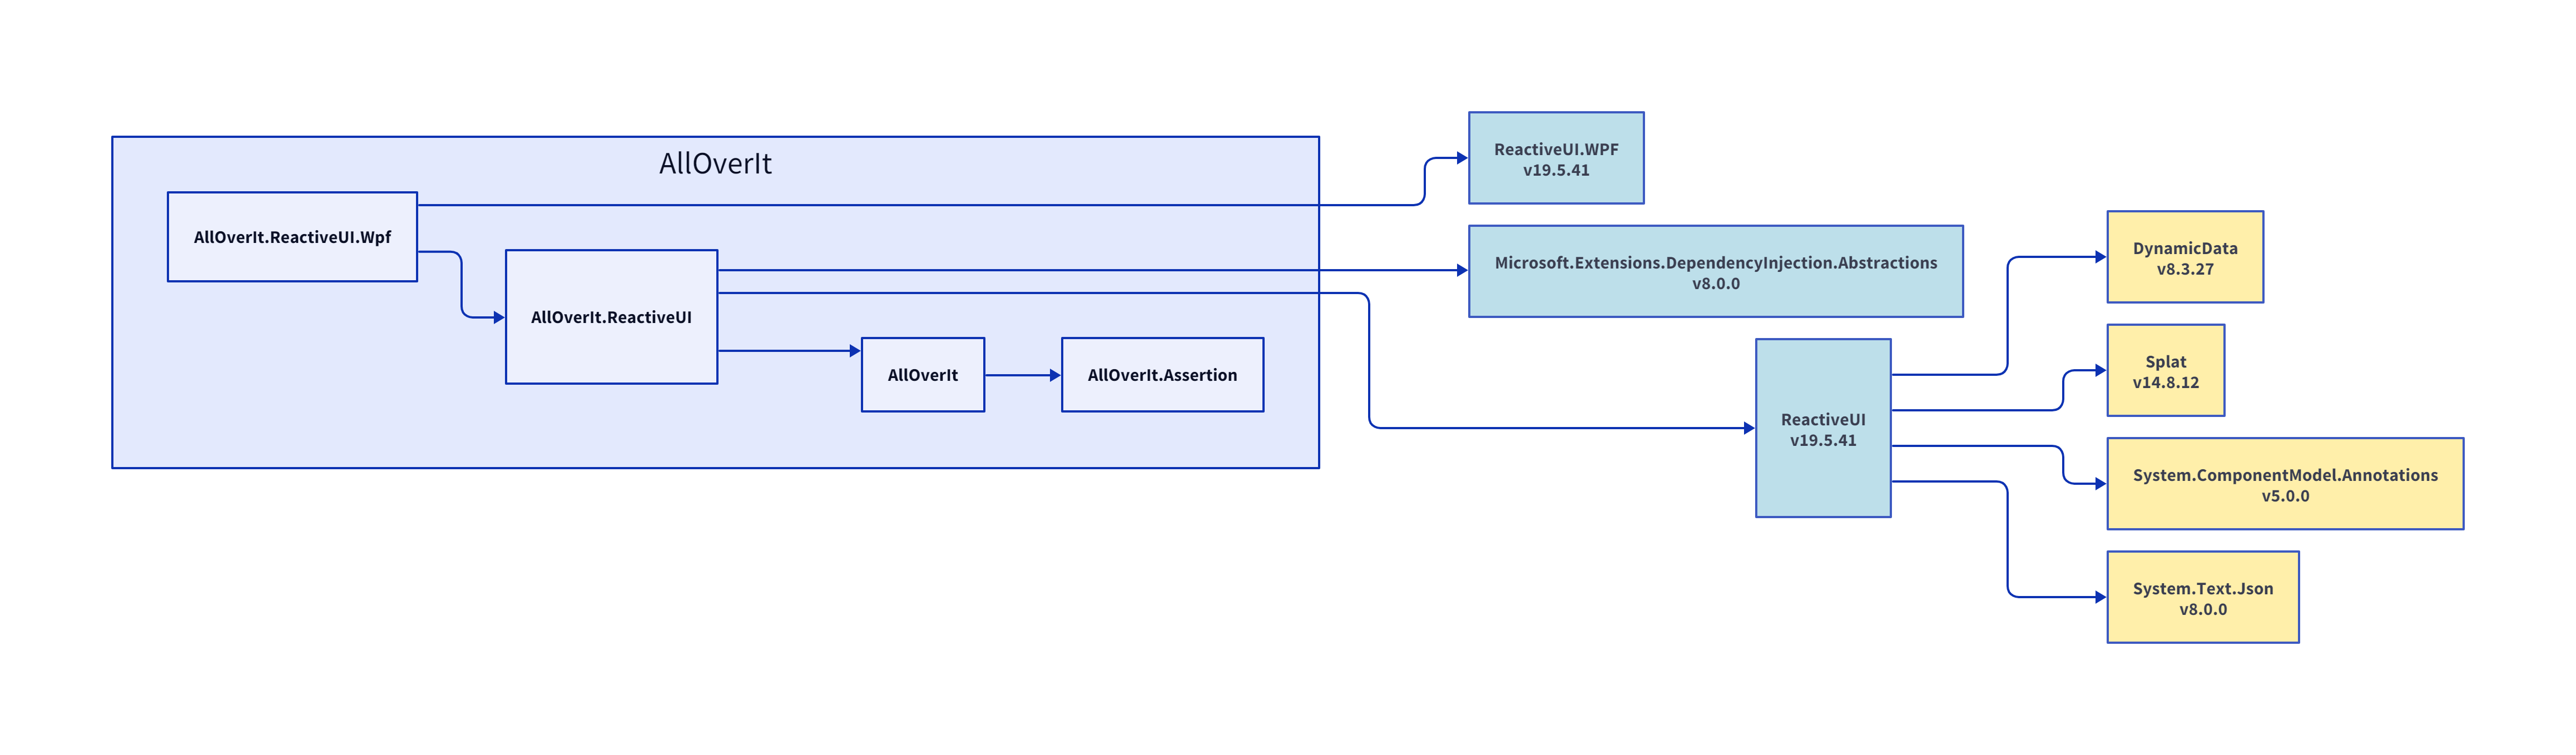 AllOverIt
AllOverIt.ReactiveUI.Wpf
AllOverIt.ReactiveUI
AllOverIt
AllOverIt.Assertion
ReactiveUI.WPF
v19.5.41
Microsoft.Extensions.DependencyInjection.Abstractions
v8.0.0
ReactiveUI
v19.5.41
DynamicData
v8.3.27
Splat
v14.8.12
System.ComponentModel.Annotations
v5.0.0
System.Text.Json
v8.0.0